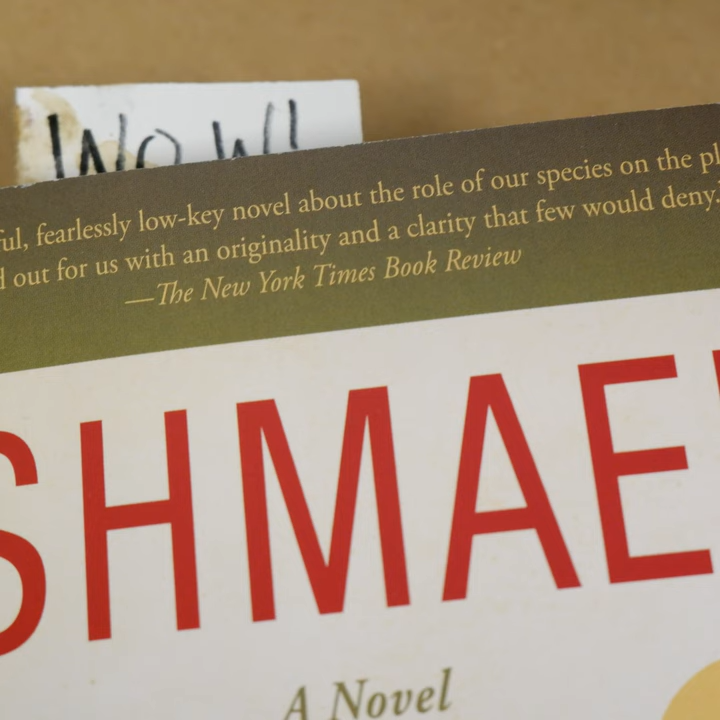 WOW!
ful, fearlessly low-key novel about the role of our species on the pl
d out for us with an originality and a clarity that few would deny."
—The New York Times Book Review
SHMAE
A Novel